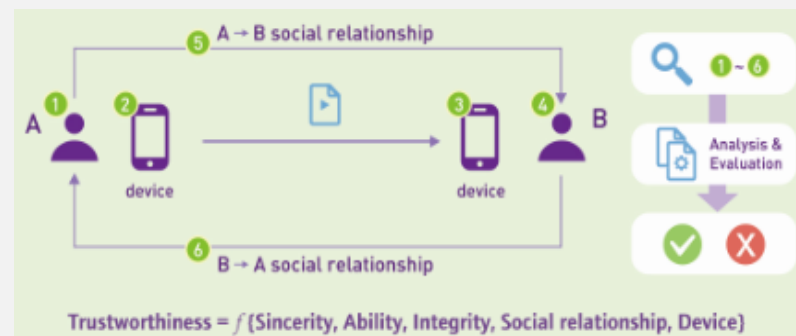 5 A → B social relationship
1 ~ 6
A 1 2 3 4 B
Analysis &
Evaluation
device device
6
B → A social relationship
Trustworthiness = f {Sincerity, Ability, Integrity, Social relationship, Device}